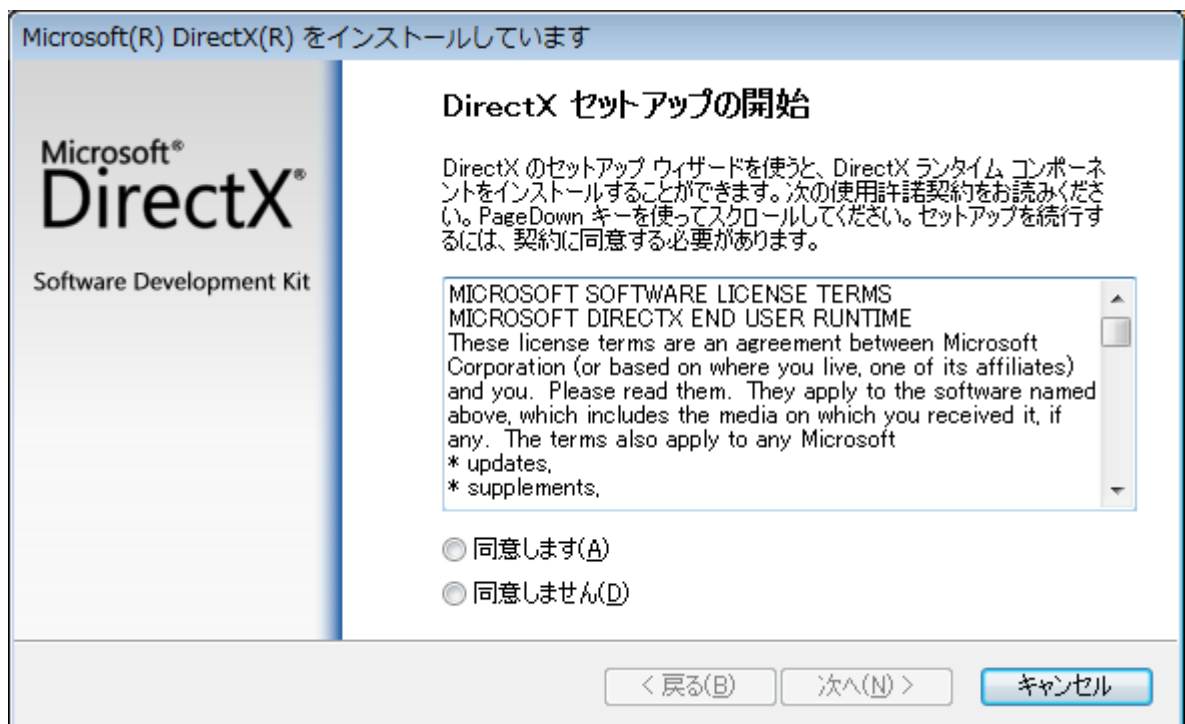 Microsoft(R) DirectX(R) をインストールしています
Microsoft®
DirectX®
Software Development Kit
DirectX セットアップの開始
DirectX のセットアップ ウィザードを使うと、DirectX ランタイム コンポーネ
ントをインストールすることができます。次の使用許諾契約をお読みくださ
い。PageDown キーを使ってスクロールしてください。セットアップを続行す
るには、契約に同意する必要があります。
MICROSOFT SOFTWARE LICENSE TERMS
MICROSOFT DIRECTX END USER RUNTIME
These license terms are an agreement between Microsoft
Corporation (or based on where you live, one of its affiliates)
and you.  Please read them.  They apply to the software named
above, which includes the media on which you received it, if
any.  The terms also apply to any Microsoft
* updates,
* supplements,
同意します(A)
同意しません(D)
< 戻る(B)
次へ(N) >
キャンセル